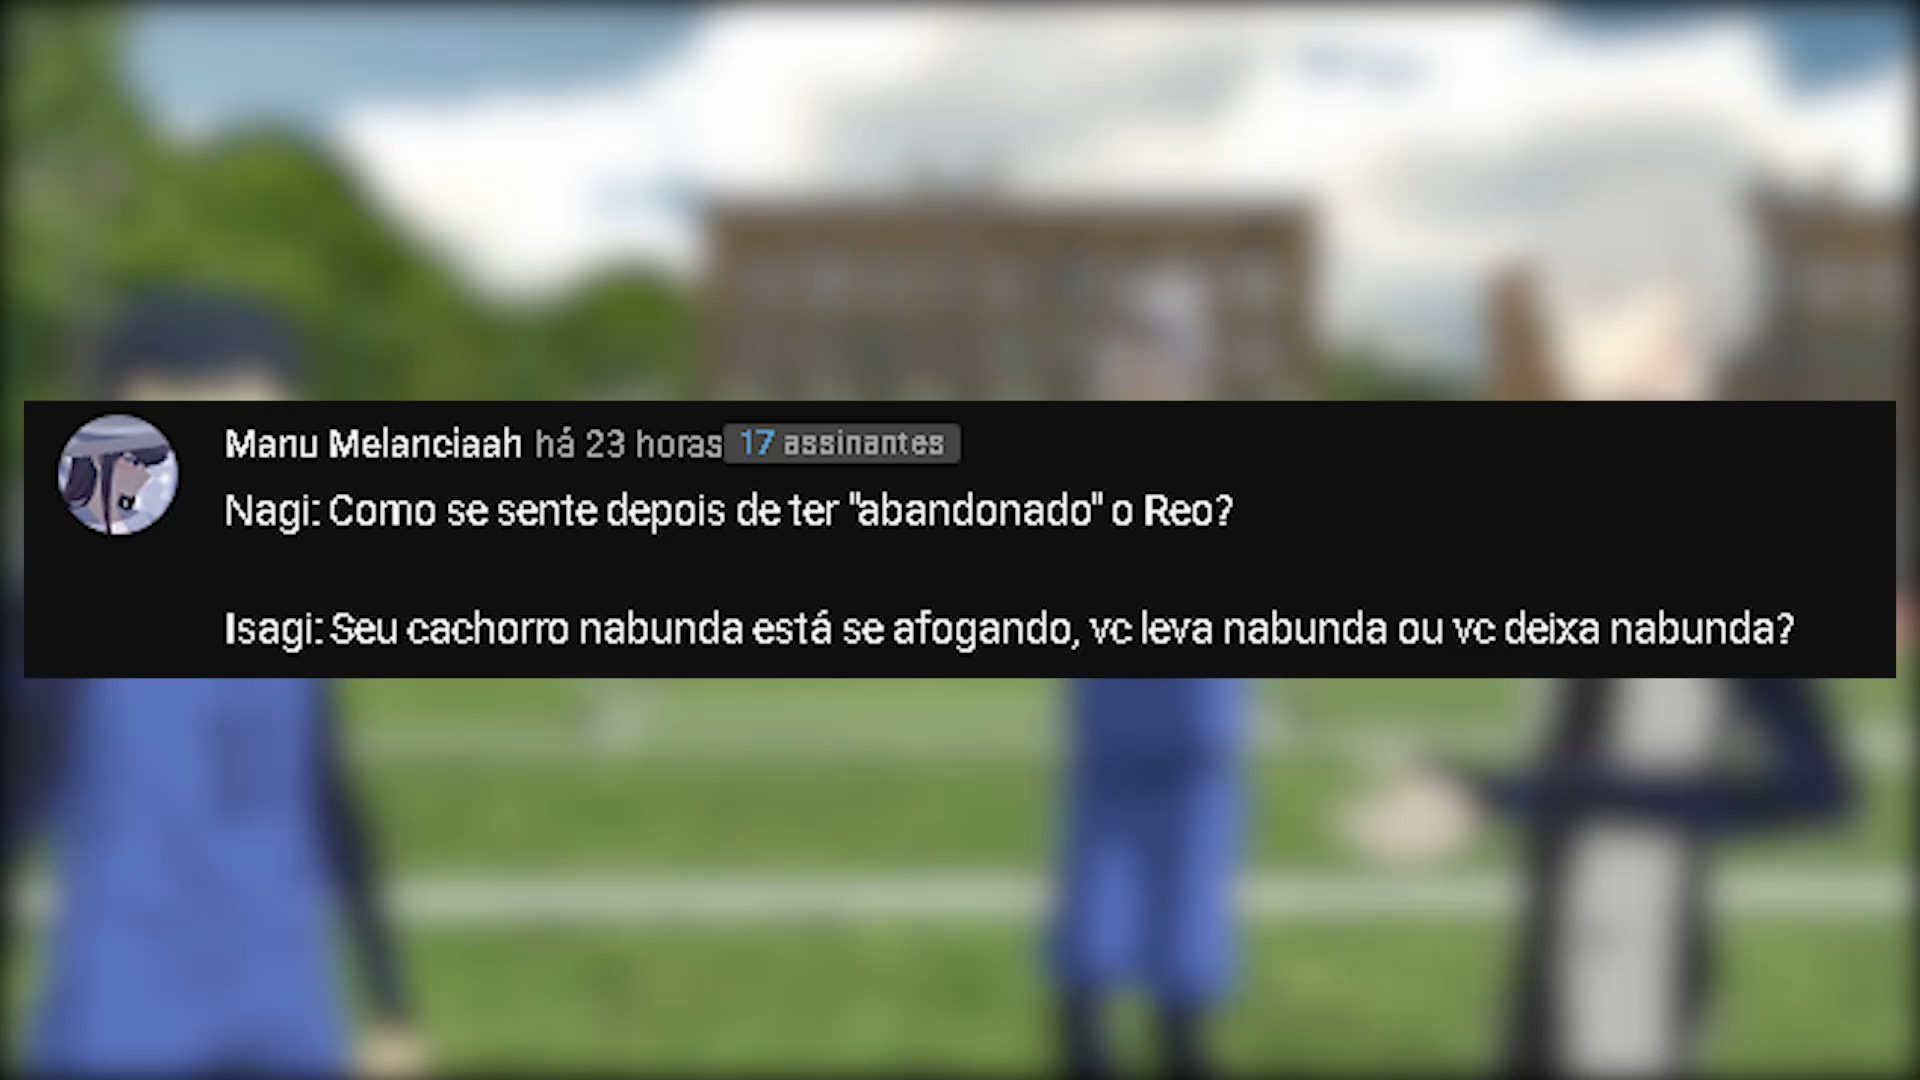 Manu Melanciaah há 23 horas 17 assinantes
Nagi: Como se sente depois de ter "abandonado" o Reo?
Isagi: Seu cachorro nabunda está se afogando, vc leva nabunda ou vc deixa nabunda?